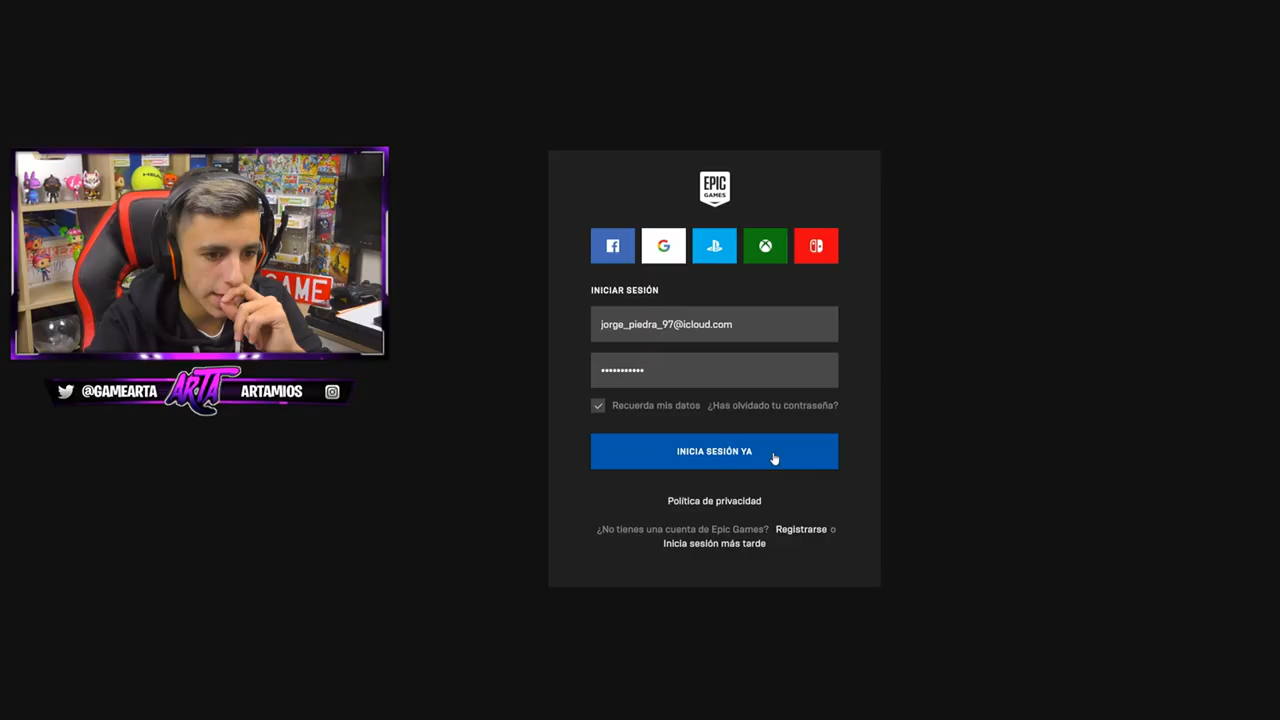 HEAD
GAME
@GAMEARTA
ARTA
ARTAMIOS
EPIC
GAMES
G
INICIAR SESIÓN
jorge_piedra_97@icloud.com
•••••••••••
Recuerda mis datos ¿Has olvidado tu contraseña?
INICIA SESIÓN YA
Política de privacidad
¿No tienes una cuenta de Epic Games? Registrarse o
Inicia sesión más tarde